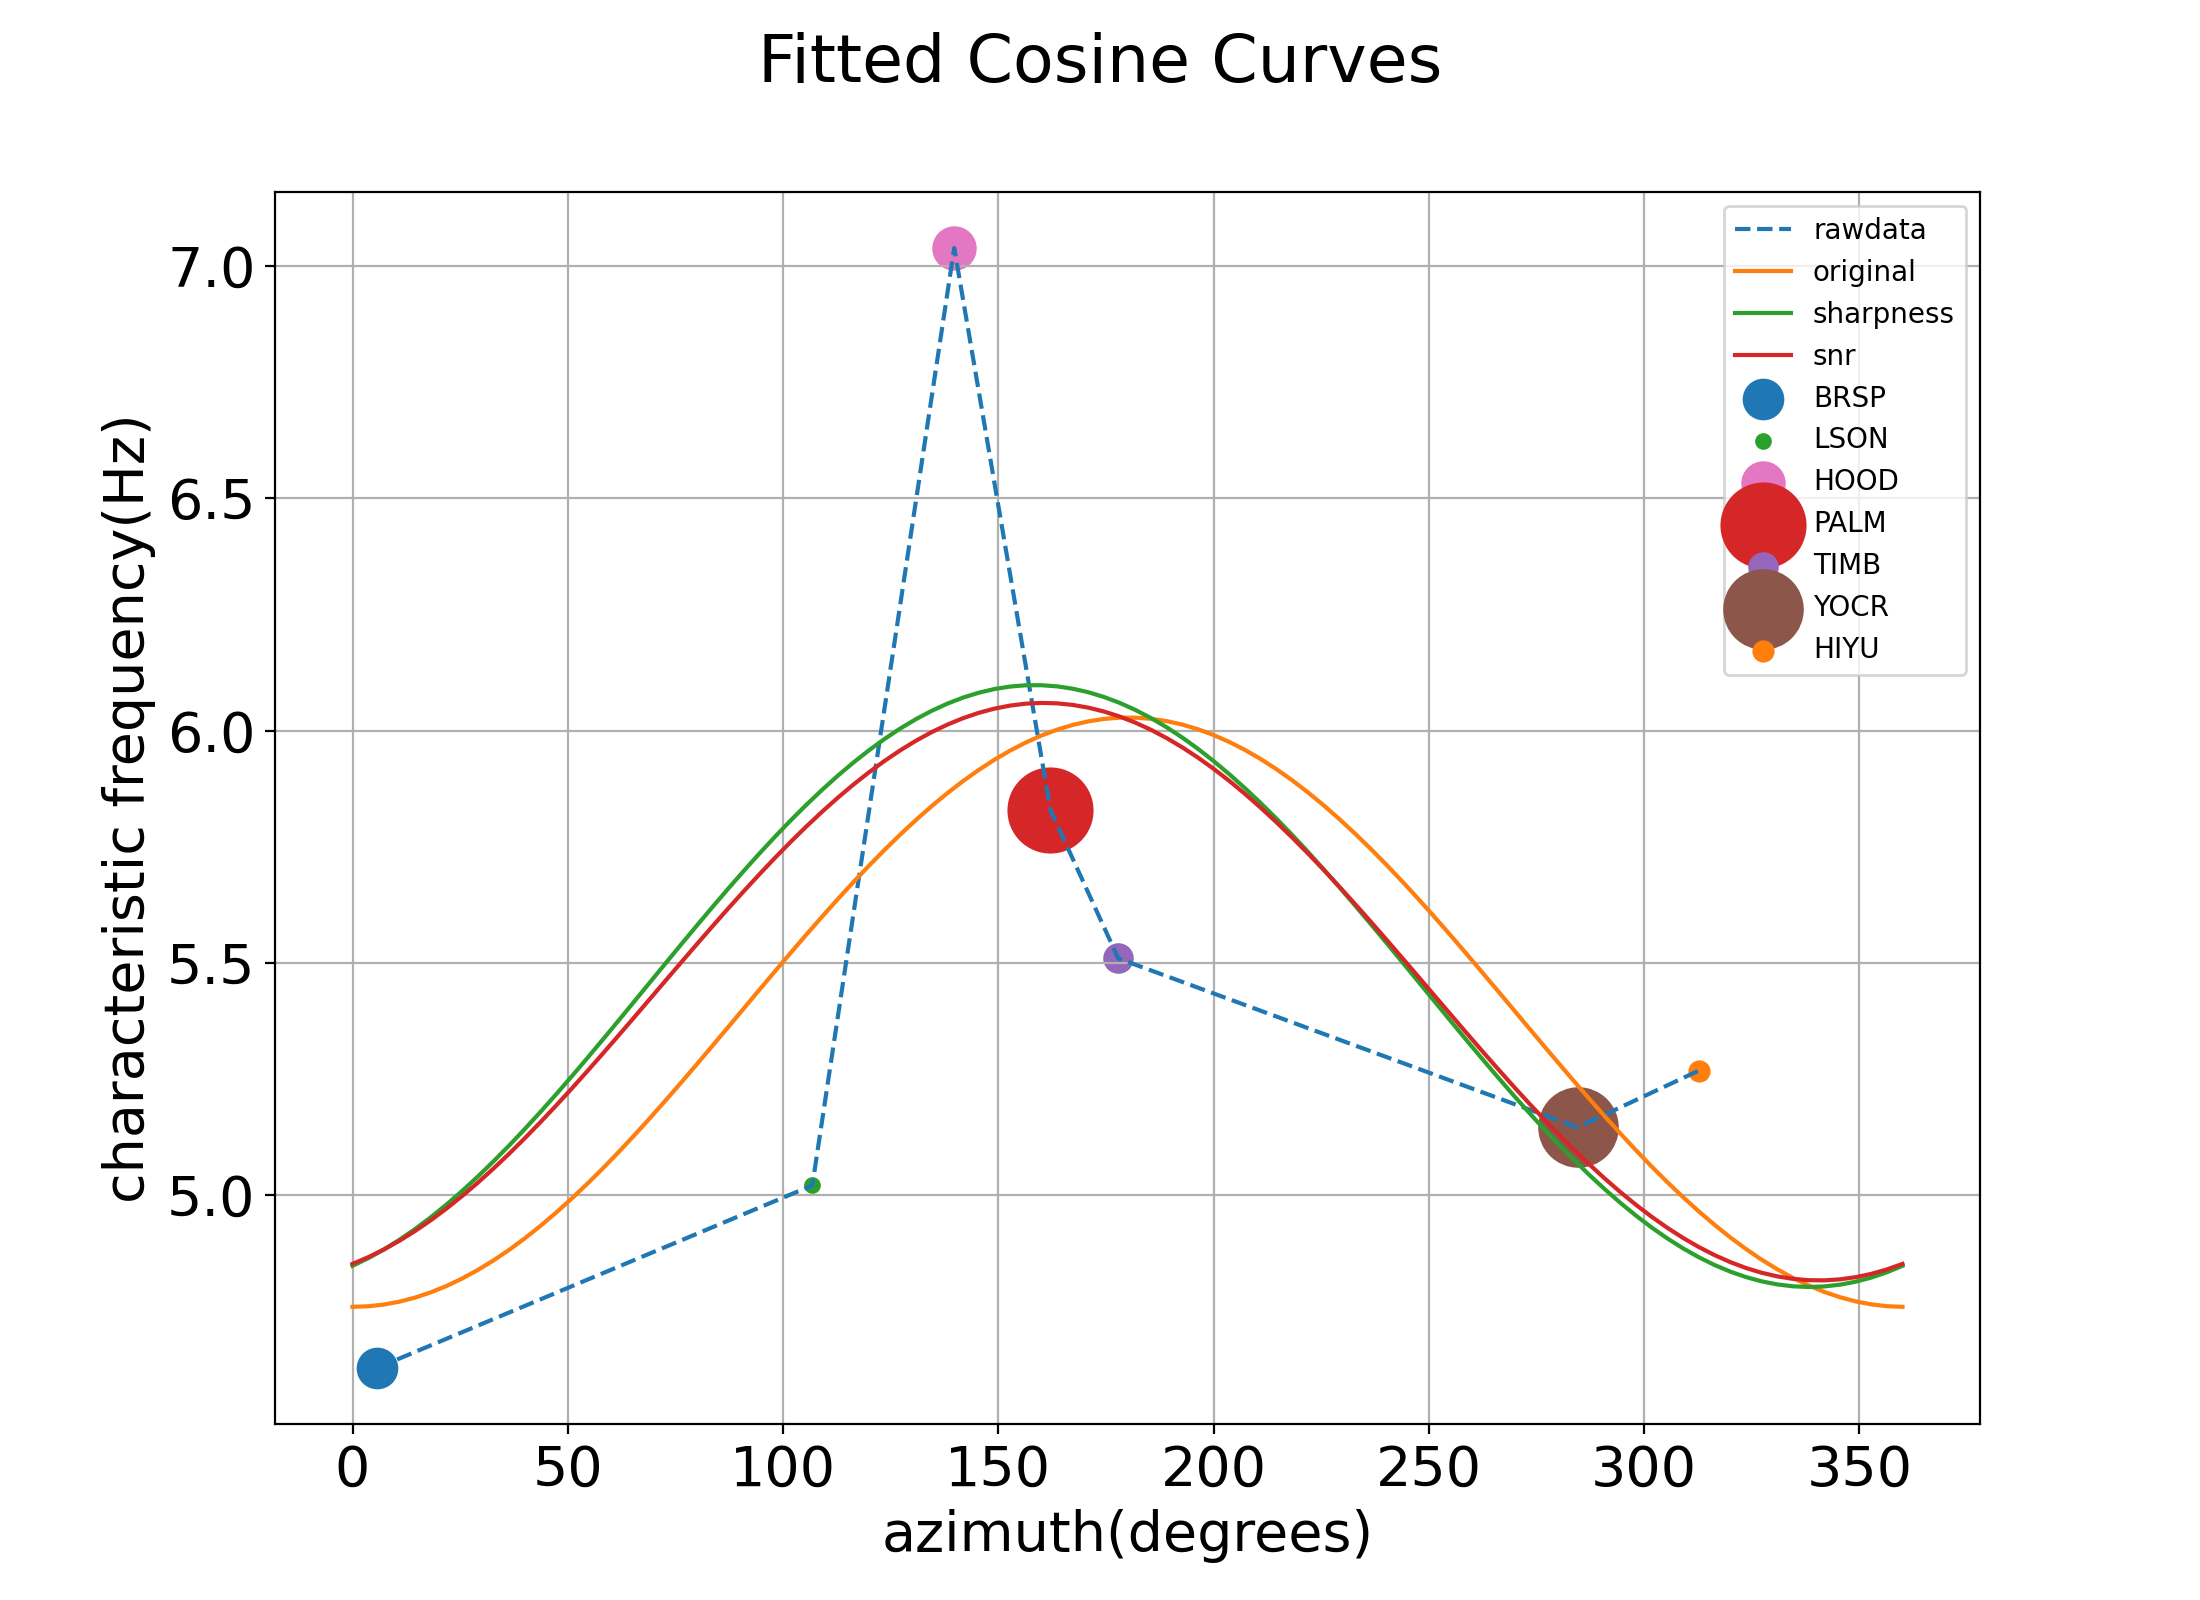 Fitted Cosine Curves
characteristic frequency(Hz)
7.0
6.5
6.0
5.5
5.0
0 50 100 150 200 250 300 350
azimuth(degrees)
rawdata
original
sharpness
snr
BRSP
LSON
HOOD
PALM
TIMB
YOCR
HIYU